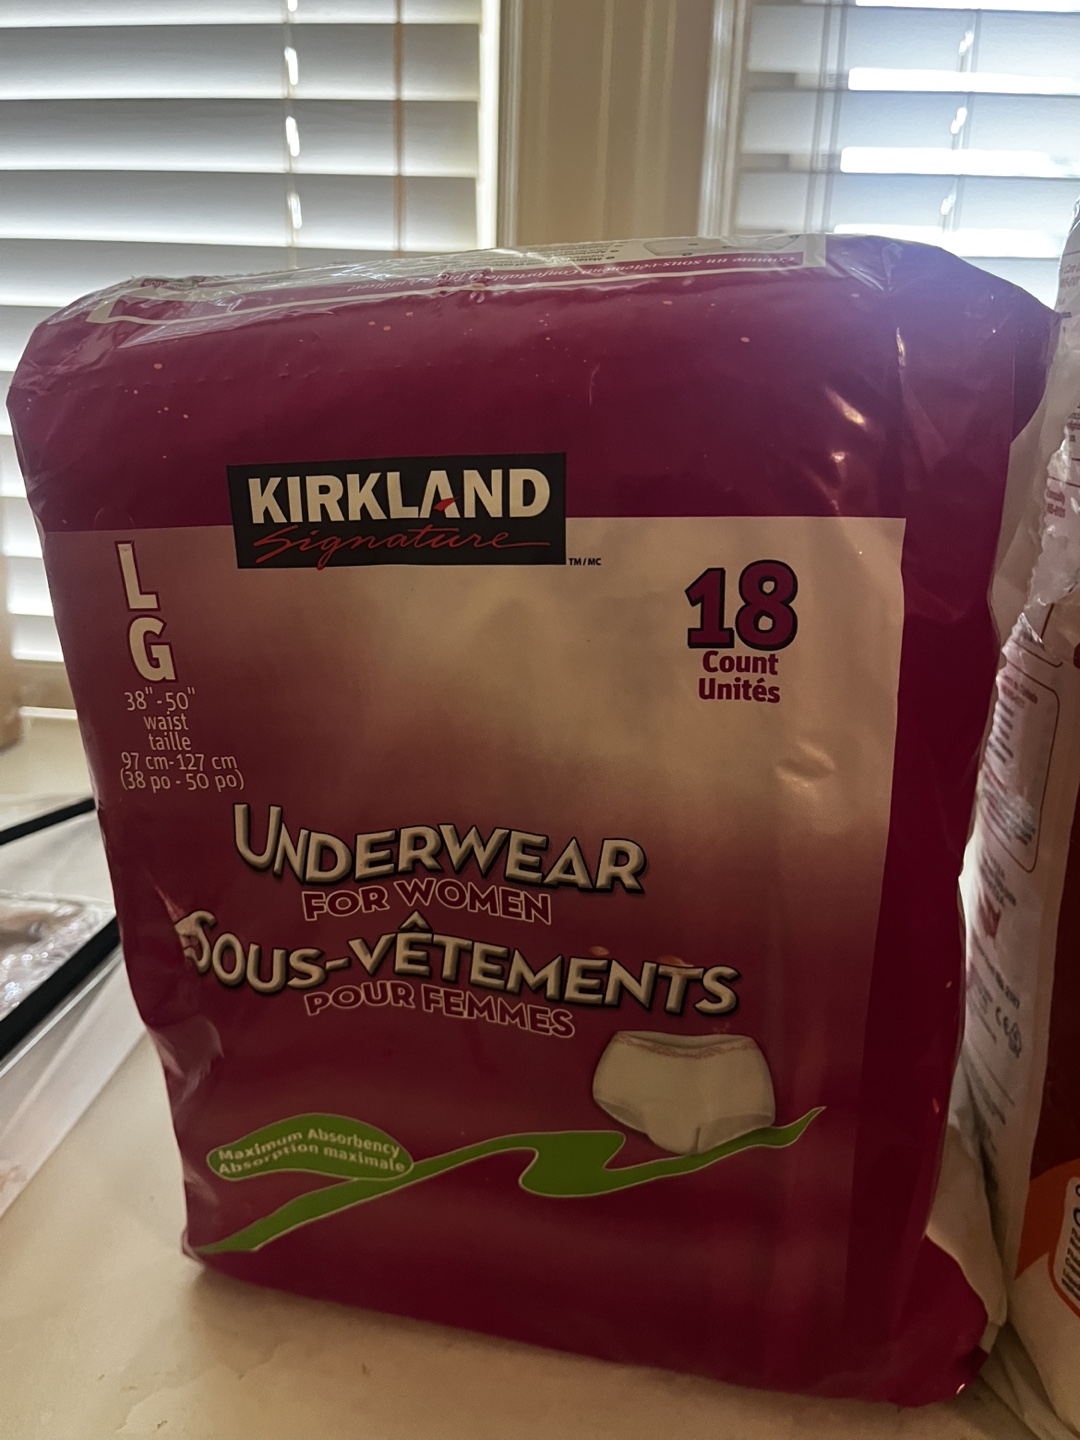 KIRKLAND
Signature
TM/MC
L
G
38"-50"
waist
taille
97 cm-127 cm
(38 po - 50 po)
18
Count
Unités
UNDERWEAR
FOR WOMEN
SOUS-VÊTEMENTS
POUR FEMMES
Maximum Absorbency
Absorption maximale